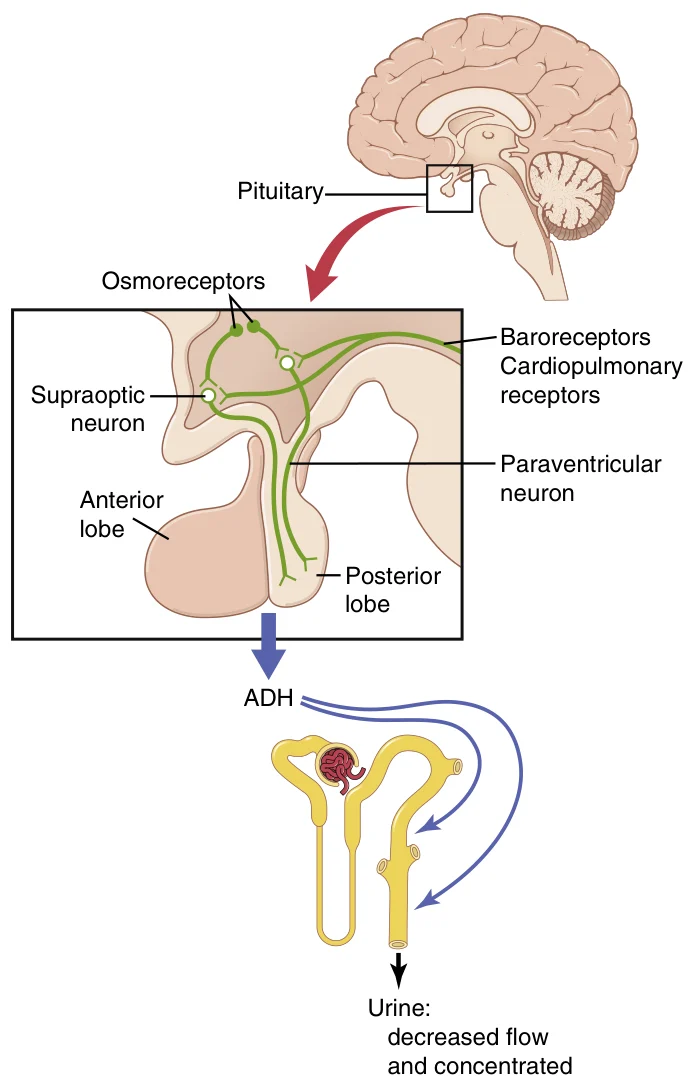 Pituitary
Osmoreceptors
Baroreceptors
Cardiopulmonary
receptors
Supraoptic
neuron
Paraventricular
neuron
Anterior
lobe
Posterior
lobe
ADH
Urine:
decreased flow
and concentrated